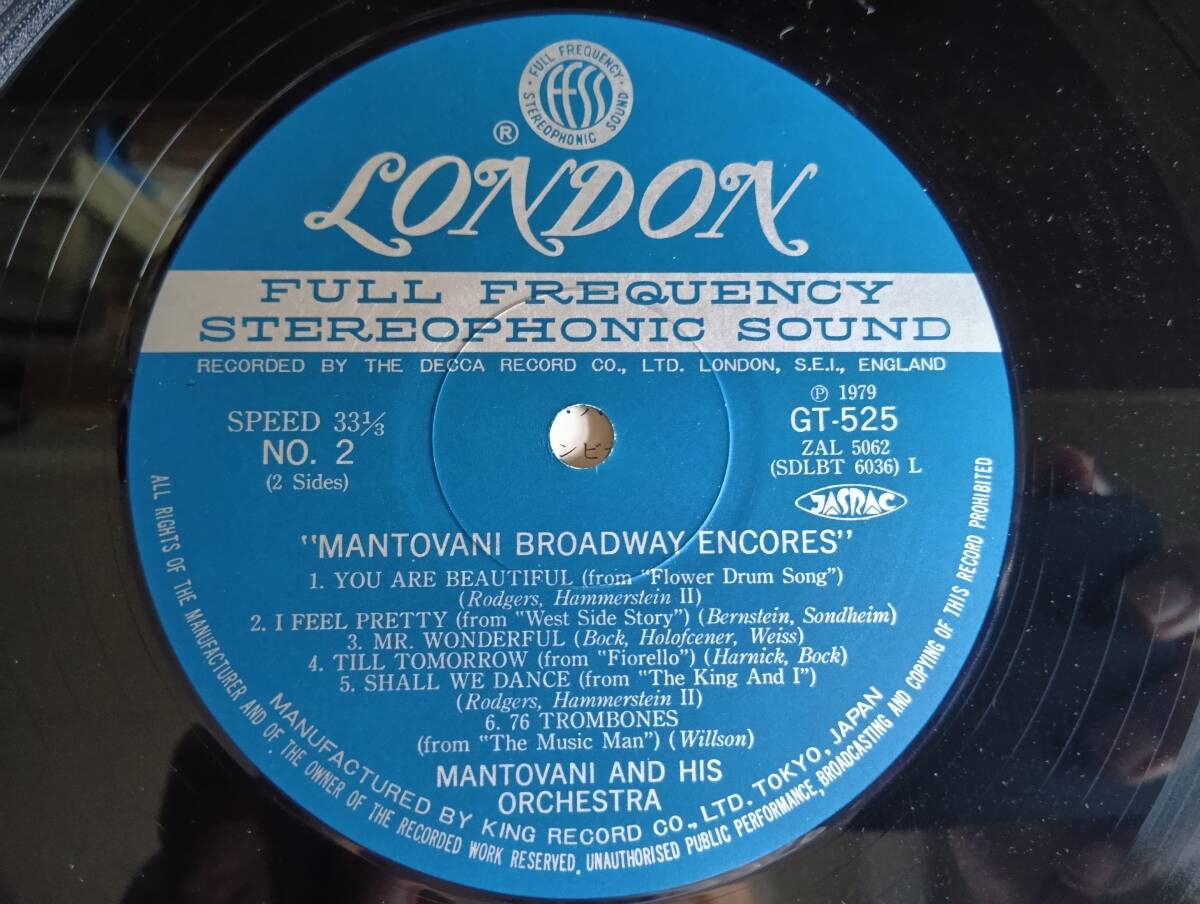 FULL FREQUENCY
FFSS
STEREOPHONIC SOUND
®
LONDON
FULL FREQUENCY
STEREOPHONIC SOUND
RECORDED BY THE DECCA RECORD CO., LTD. LONDON, S.E.I., ENGLAND
SPEED 33⅓
NO. 2
(2 Sides)
℗ 1979
GT-525
ZAL 5062
(SDLBT 6036) L
JASRAC
"MANTOVANI BROADWAY ENCORES"
1. YOU ARE BEAUTIFUL (from "Flower Drum Song")
(Rodgers, Hammerstein II)
2. I FEEL PRETTY (from "West Side Story") (Bernstein, Sondheim)
3. MR. WONDERFUL (Bock, Holofcener, Weiss)
4. TILL TOMORROW (from "Fiorello") (Harnick, Bock)
5. SHALL WE DANCE (from "The King And I")
(Rodgers, Hammerstein II)
6. 76 TROMBONES
(from "The Music Man") (Willson)
MANTOVANI AND HIS
ORCHESTRA
MANUFACTURED BY KING RECORD CO., LTD. TOKYO, JAPAN
ALL RIGHTS OF THE MANUFACTURER AND OF THE OWNER OF THE RECORDED WORK RESERVED. UNAUTHORISED PUBLIC PERFORMANCE, BROADCASTING AND COPYING OF THIS RECORD PROHIBITED